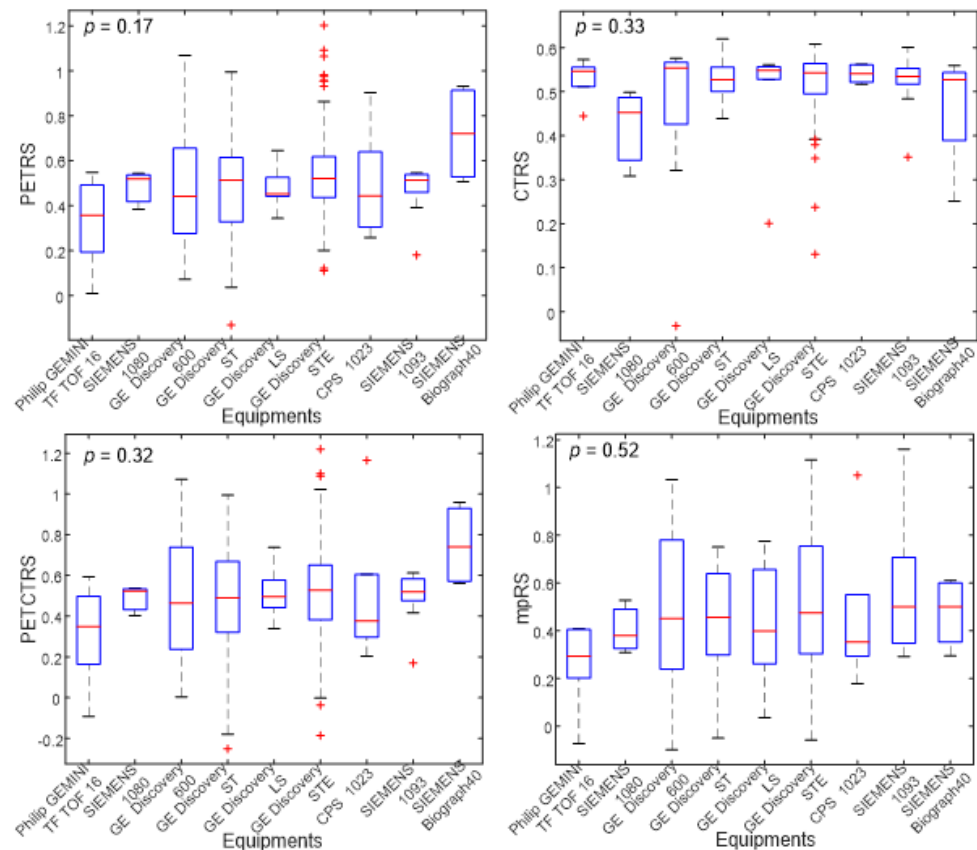 p = 0.17
PETRS
1.2
1
0.8
0.6
0.4
0.2
0
Philip GEMINI
TF TOF 16
SIEMENS
1080
GE Discovery
600
GE Discovery
ST
GE Discovery
LS
GE Discovery
STE
CPS 1023
SIEMENS
1093
SIEMENS
Biograph40
Equipments
p = 0.33
CTRS
0.6
0.5
0.4
0.3
0.2
0.1
0
Philip GEMINI
TF TOF 16
SIEMENS
1080
GE Discovery
600
GE Discovery
ST
GE Discovery
LS
GE Discovery
STE
CPS 1023
SIEMENS
1093
SIEMENS
Biograph40
Equipments
p = 0.32
PETCTRS
1.2
1
0.8
0.6
0.4
0.2
0
-0.2
Philip GEMINI
TF TOF 16
SIEMENS
1080
GE Discovery
600
GE Discovery
ST
GE Discovery
LS
GE Discovery
STE
CPS 1023
SIEMENS
1093
SIEMENS
Biograph40
Equipments
p = 0.52
mpRS
1.2
1
0.8
0.6
0.4
0.2
0
Philip GEMINI
TF TOF 16
SIEMENS
1080
GE Discovery
600
GE Discovery
ST
GE Discovery
LS
GE Discovery
STE
CPS 1023
SIEMENS
1093
SIEMENS
Biograph40
Equipments